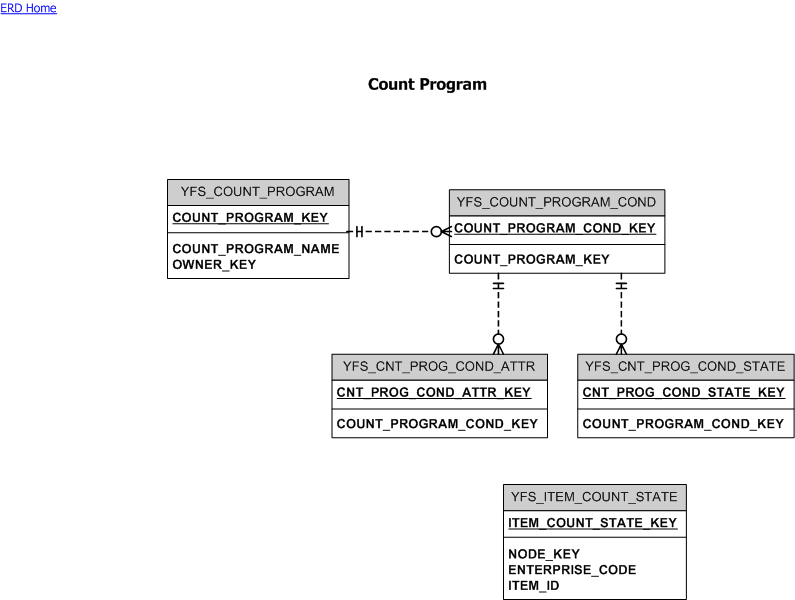 ERD Home
Count Program
YFS_COUNT_PROGRAM
COUNT_PROGRAM_KEY
COUNT_PROGRAM_NAME
OWNER_KEY
YFS_COUNT_PROGRAM_COND
COUNT_PROGRAM_COND_KEY
COUNT_PROGRAM_KEY
YFS_CNT_PROG_COND_ATTR
CNT_PROG_COND_ATTR_KEY
COUNT_PROGRAM_COND_KEY
YFS_CNT_PROG_COND_STATE
CNT_PROG_COND_STATE_KEY
COUNT_PROGRAM_COND_KEY
YFS_ITEM_COUNT_STATE
ITEM_COUNT_STATE_KEY
NODE_KEY
ENTERPRISE_CODE
ITEM_ID